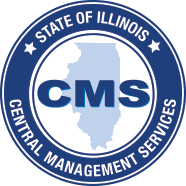 STATE OF ILLINOIS
CMS
CENTRAL MANAGEMENT SERVICES